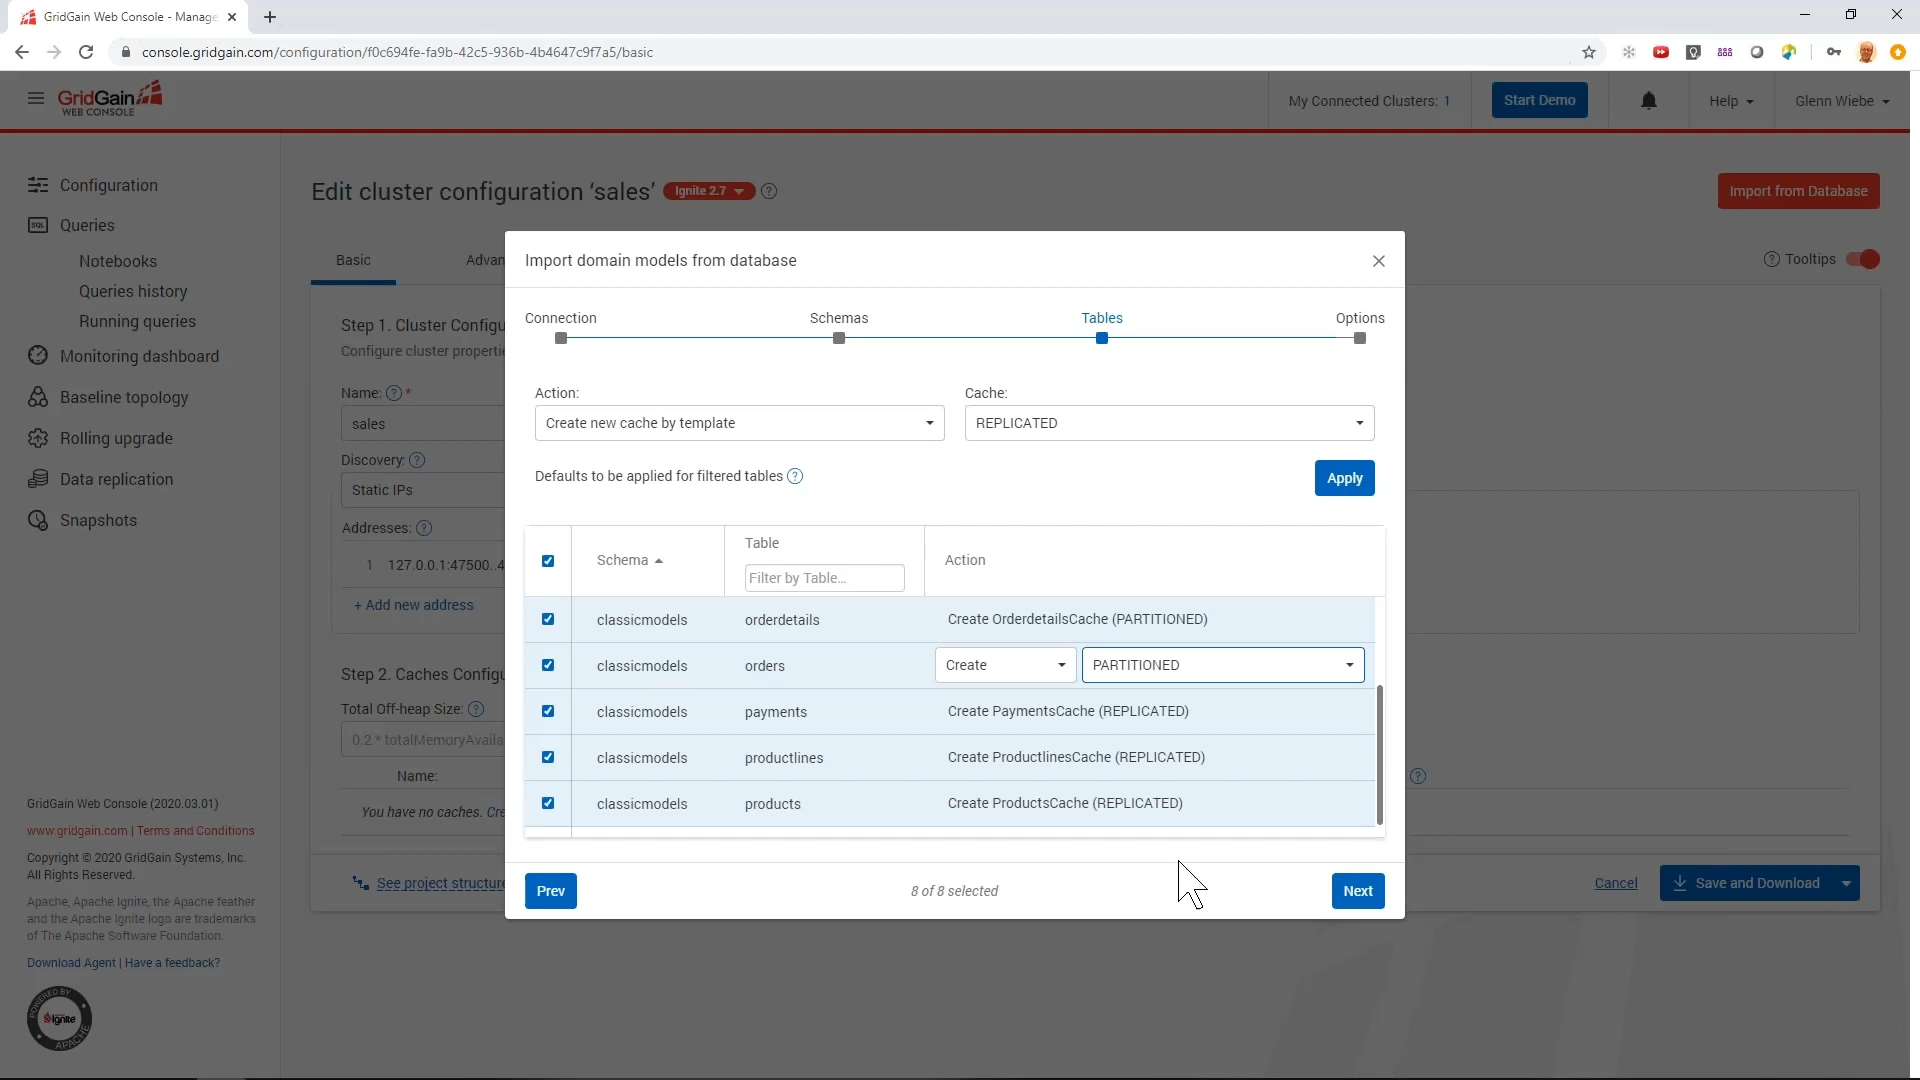 GridGain Web Console - Manage
console.gridgain.com/configuration/f0c694fe-fa9b-42c5-936b-4b4647c9f7a5/basic
GridGain
WEB CONSOLE
My Connected Clusters: 1
Start Demo
Help
Glenn Wiebe
Configuration
SQL
Queries
Notebooks
Queries history
Running queries
Monitoring dashboard
Baseline topology
Rolling upgrade
Data replication
Snapshots
GridGain Web Console (2020.03.01)
www.gridgain.com | Terms and Conditions
Copyright © 2020 GridGain Systems, Inc.
All Rights Reserved.
Apache, Apache Ignite, the Apache feather
and the Apache Ignite logo are trademarks
of The Apache Software Foundation.
Download Agent | Have a feedback?
POWERED BY
Ignite
APACHE
Edit cluster configuration ‘sales’
Ignite 2.7
?
Import from Database
Basic
Advan
? Tooltips
Step 1. Cluster Configu
Configure cluster propertie
Name: ? *
sales
Discovery: ?
Static IPs
Addresses: ?
1 127.0.0.1:47500..4
+ Add new address
Step 2. Caches Configu
Total Off-heap Size: ?
0.2 * totalMemoryAvaila
Name:
?
You have no caches. Cre
See project structure
Cancel
Save and Download
Import domain models from database
Connection
Schemas
Tables
Options
Action:
Cache:
Create new cache by template
REPLICATED
Defaults to be applied for filtered tables ?
Apply
Schema
Table
Filter by Table...
Action
classicmodels orderdetails Create OrderdetailsCache (PARTITIONED)
classicmodels orders Create PARTITIONED
classicmodels payments Create PaymentsCache (REPLICATED)
classicmodels productlines Create ProductlinesCache (REPLICATED)
classicmodels products Create ProductsCache (REPLICATED)
Prev
8 of 8 selected
Next